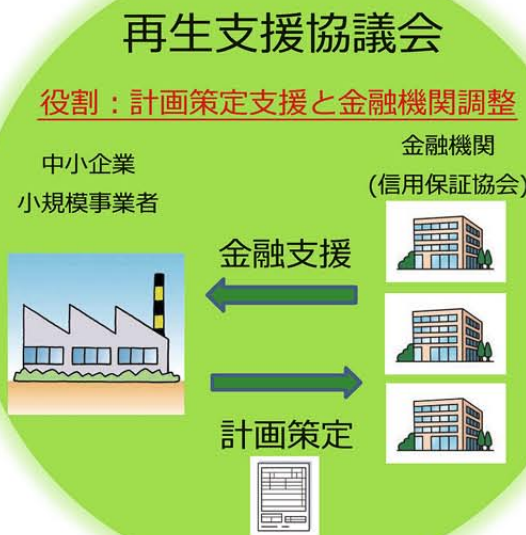 再生支援協議会
役割：計画策定支援と金融機関調整
中小企業
小規模事業者
金融機関
(信用保証協会)
金融支援
計画策定